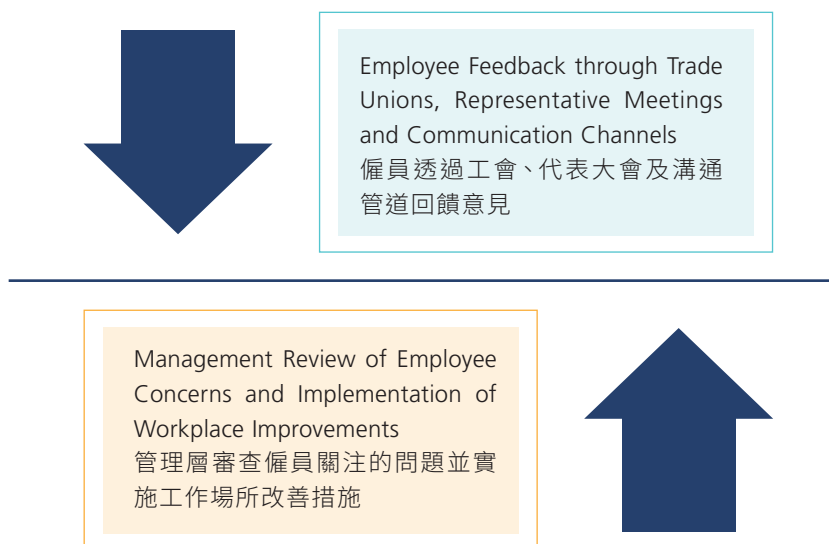 Employee Feedback through Trade
Unions, Representative Meetings
and Communication Channels
僱員透過工會、代表大會及溝通
管道回饋意見
Management Review of Employee
Concerns and Implementation of
Workplace Improvements
管理層審查僱員關注的問題並實
施工作場所改善措施